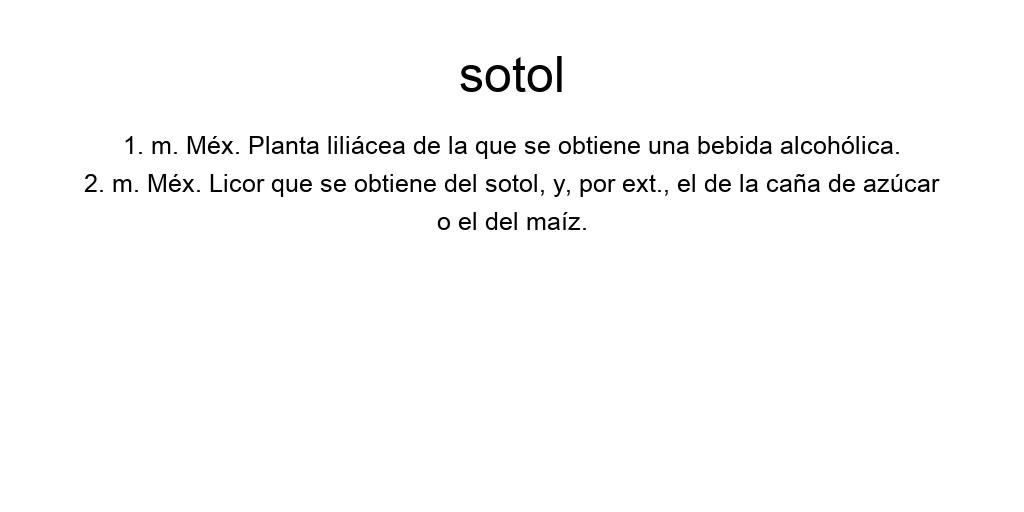 sotol
1. m. Méx. Planta liliácea de la que se obtiene una bebida alcohólica.
2. m. Méx. Licor que se obtiene del sotol, y, por ext., el de la caña de azúcar
o el del maíz.